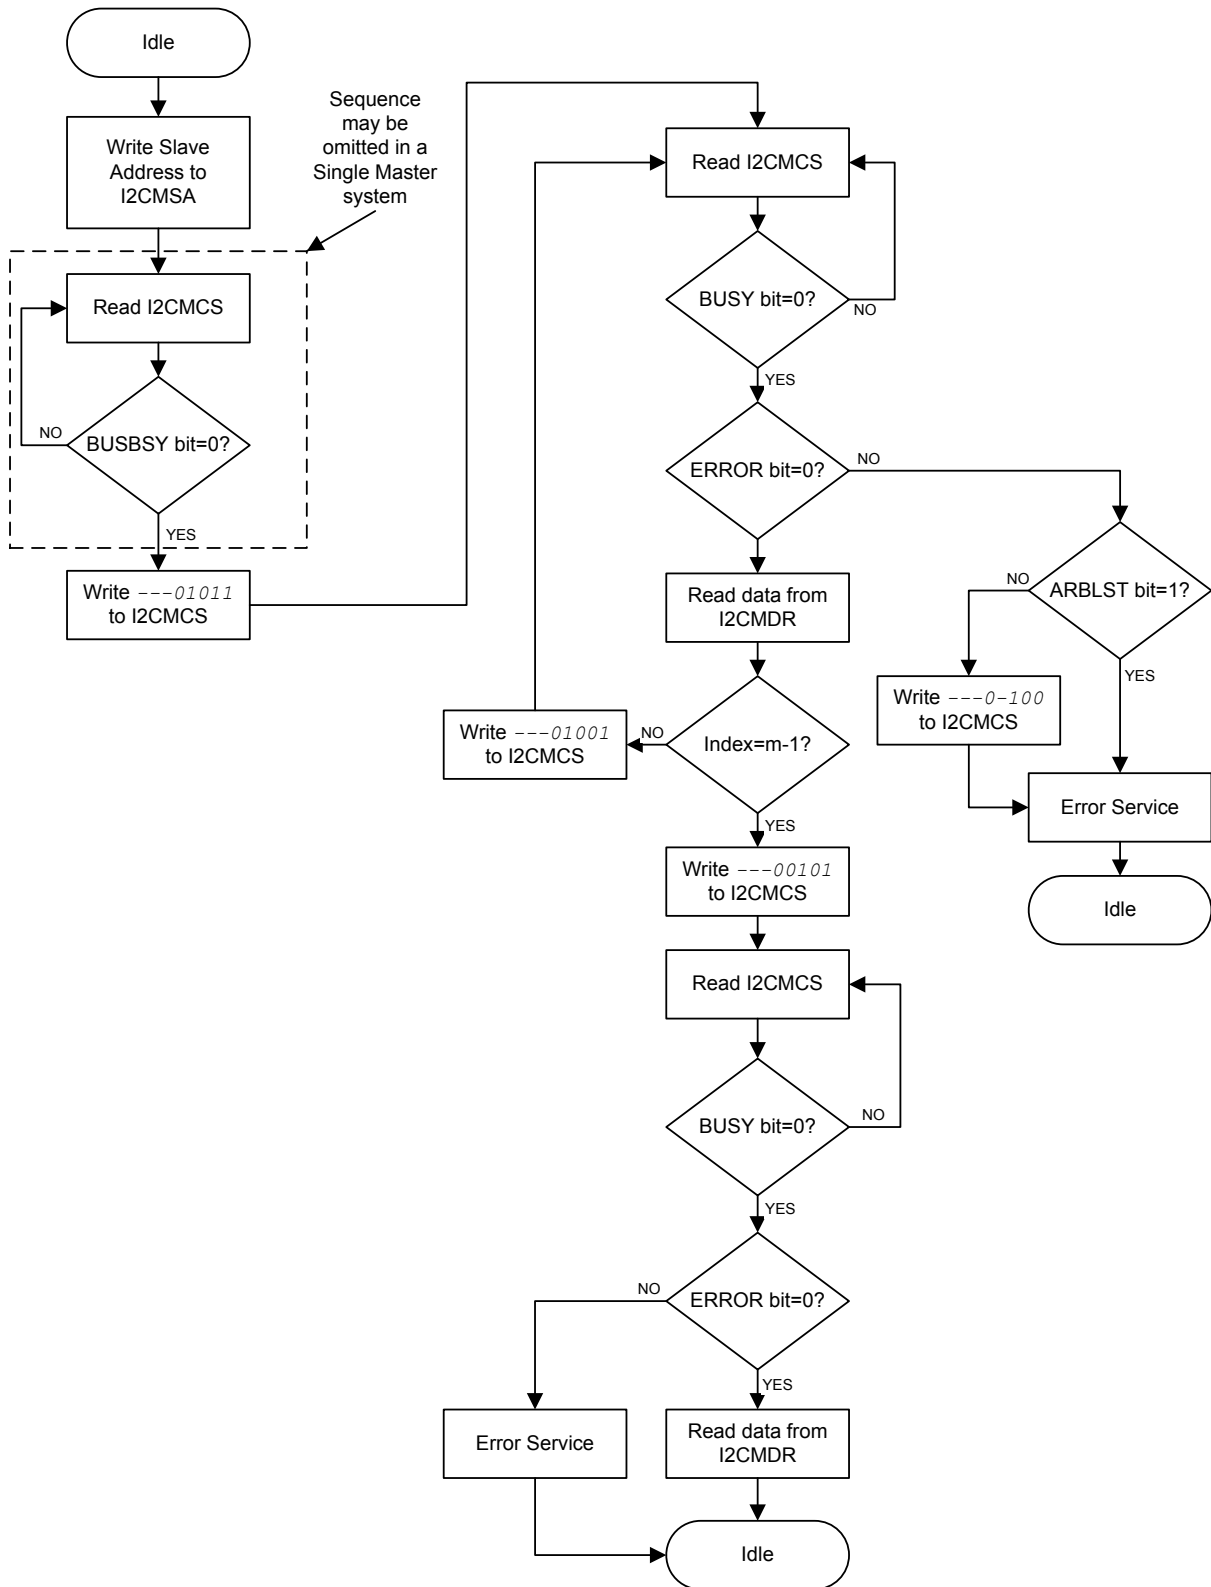 Idle
Write Slave
Address to
I2CMSA
Sequence
may be
omitted in a
Single Master
system
Read I2CMCS
BUSBSY bit=0?
NO
YES
Write ---01011
to I2CMCS
Read I2CMCS
BUSY bit=0?
NO
YES
ERROR bit=0?
NO
Read data from
I2CMDR
ARBLST bit=1?
NO
YES
Write ---0-100
to I2CMCS
Error Service
Idle
Index=m-1?
NO
Write ---01001
to I2CMCS
YES
Write ---00101
to I2CMCS
Read I2CMCS
BUSY bit=0?
NO
YES
ERROR bit=0?
NO
YES
Error Service
Read data from
I2CMDR
Idle